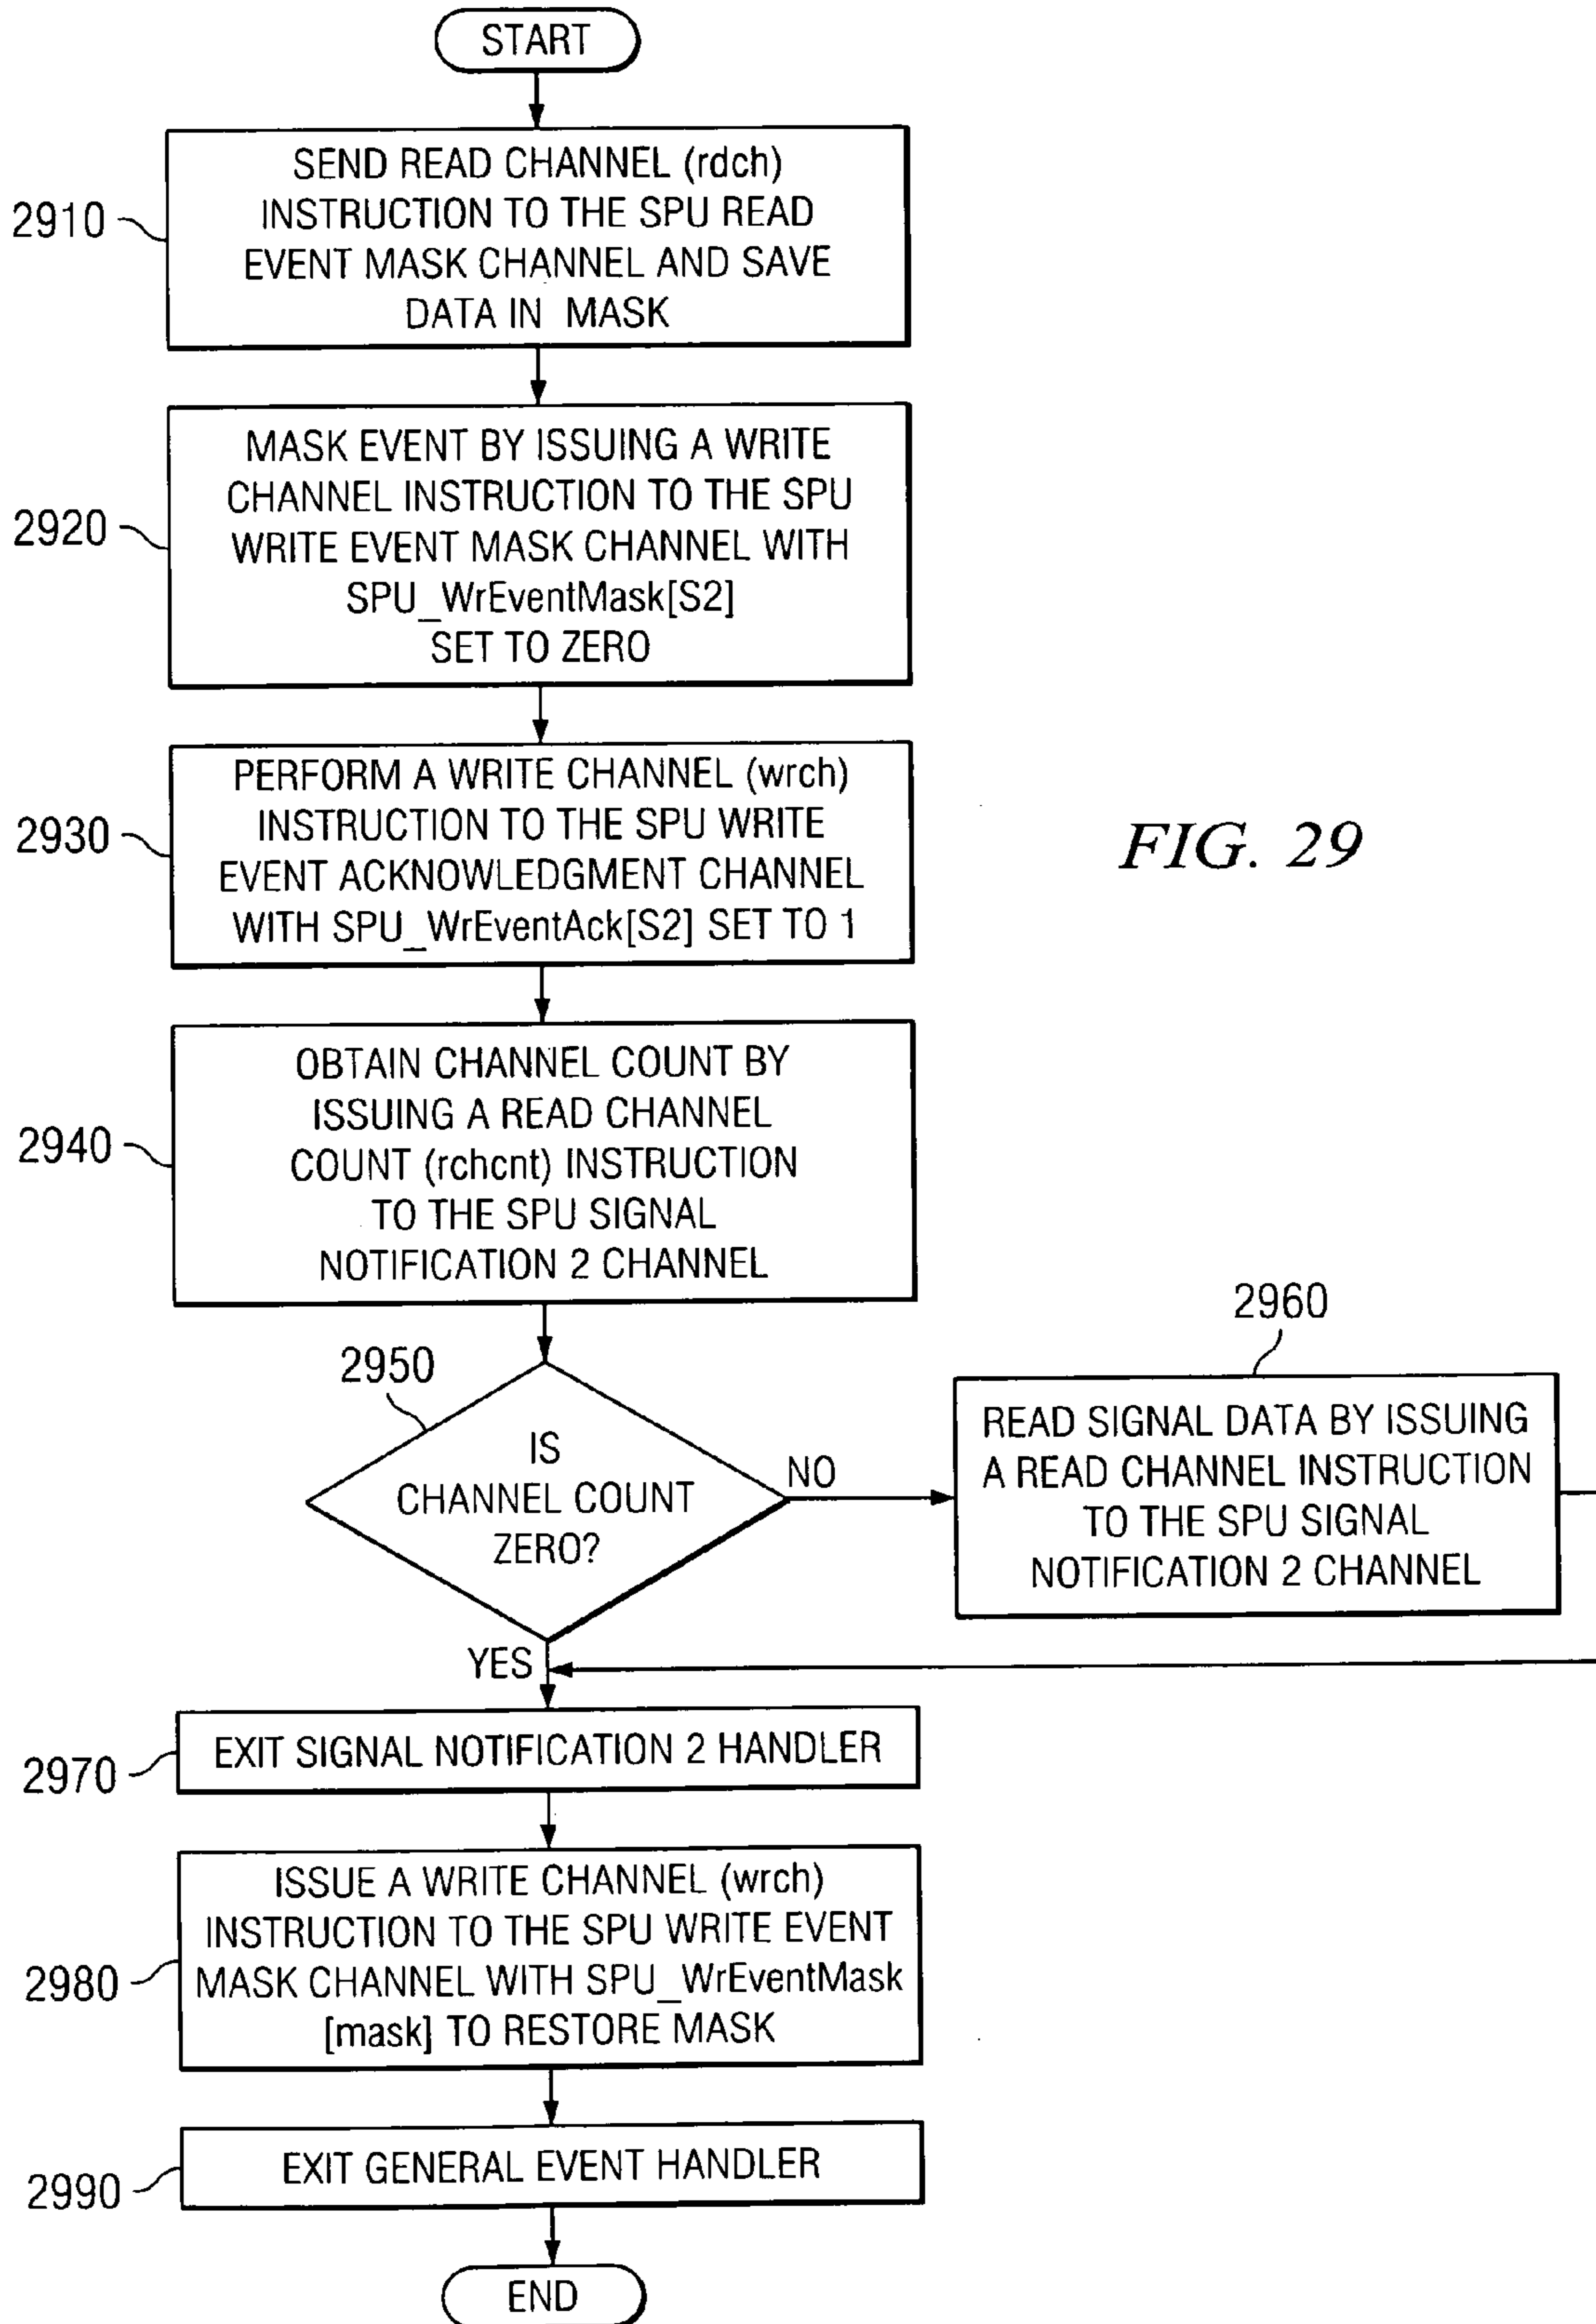 START
SEND READ CHANNEL (rdch)
INSTRUCTION TO THE SPU READ
EVENT MASK CHANNEL AND SAVE
DATA IN MASK
2910
MASK EVENT BY ISSUING A WRITE
CHANNEL INSTRUCTION TO THE SPU
WRITE EVENT MASK CHANNEL WITH
SPU_WrEventMask[S2]
SET TO ZERO
2920
PERFORM A WRITE CHANNEL (wrch)
INSTRUCTION TO THE SPU WRITE
EVENT ACKNOWLEDGMENT CHANNEL
WITH SPU_WrEventAck[S2] SET TO 1
2930
FIG. 29
OBTAIN CHANNEL COUNT BY
ISSUING A READ CHANNEL
COUNT (rchcnt) INSTRUCTION
TO THE SPU SIGNAL
NOTIFICATION 2 CHANNEL
2940
2950
IS
CHANNEL COUNT
ZERO?
NO
2960
READ SIGNAL DATA BY ISSUING
A READ CHANNEL INSTRUCTION
TO THE SPU SIGNAL
NOTIFICATION 2 CHANNEL
YES
EXIT SIGNAL NOTIFICATION 2 HANDLER
2970
ISSUE A WRITE CHANNEL (wrch)
INSTRUCTION TO THE SPU WRITE EVENT
MASK CHANNEL WITH SPU_WrEventMask
[mask] TO RESTORE MASK
2980
EXIT GENERAL EVENT HANDLER
2990
END